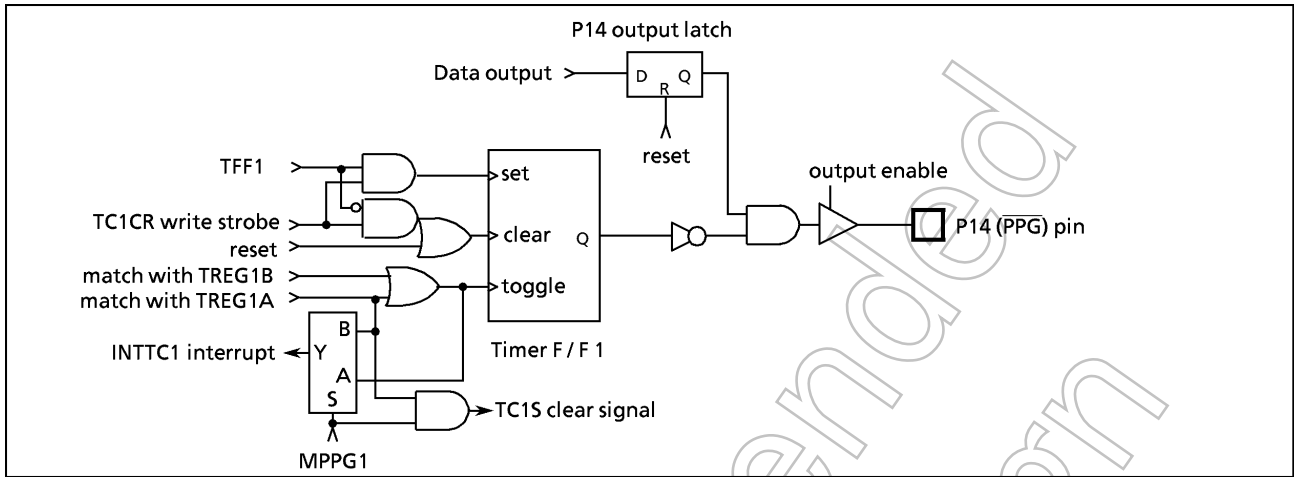 P14 output latch
Data output
D Q
R
reset
output enable
TFF1
set
TC1CR write strobe
clear
reset
Q
P14 (PPG) pin
match with TREG1B
toggle
match with TREG1A
B
INTTC1 interrupt
Y
Timer F / F 1
A
S
TC1S clear signal
MPPG1
ended